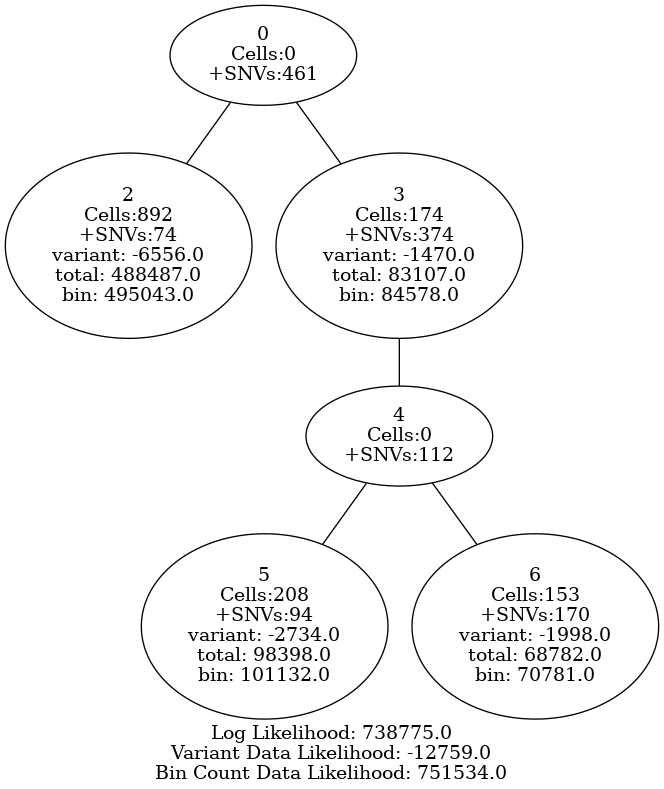 0
Cells:0
+SNVs:461
2
Cells:892
+SNVs:74
variant: -6556.0
total: 488487.0
bin: 495043.0
3
Cells:174
+SNVs:374
variant: -1470.0
total: 83107.0
bin: 84578.0
4
Cells:0
+SNVs:112
5
Cells:208
+SNVs:94
variant: -2734.0
total: 98398.0
bin: 101132.0
6
Cells:153
+SNVs:170
variant: -1998.0
total: 68782.0
bin: 70781.0
Log Likelihood: 738775.0
Variant Data Likelihood: -12759.0
Bin Count Data Likelihood: 751534.0